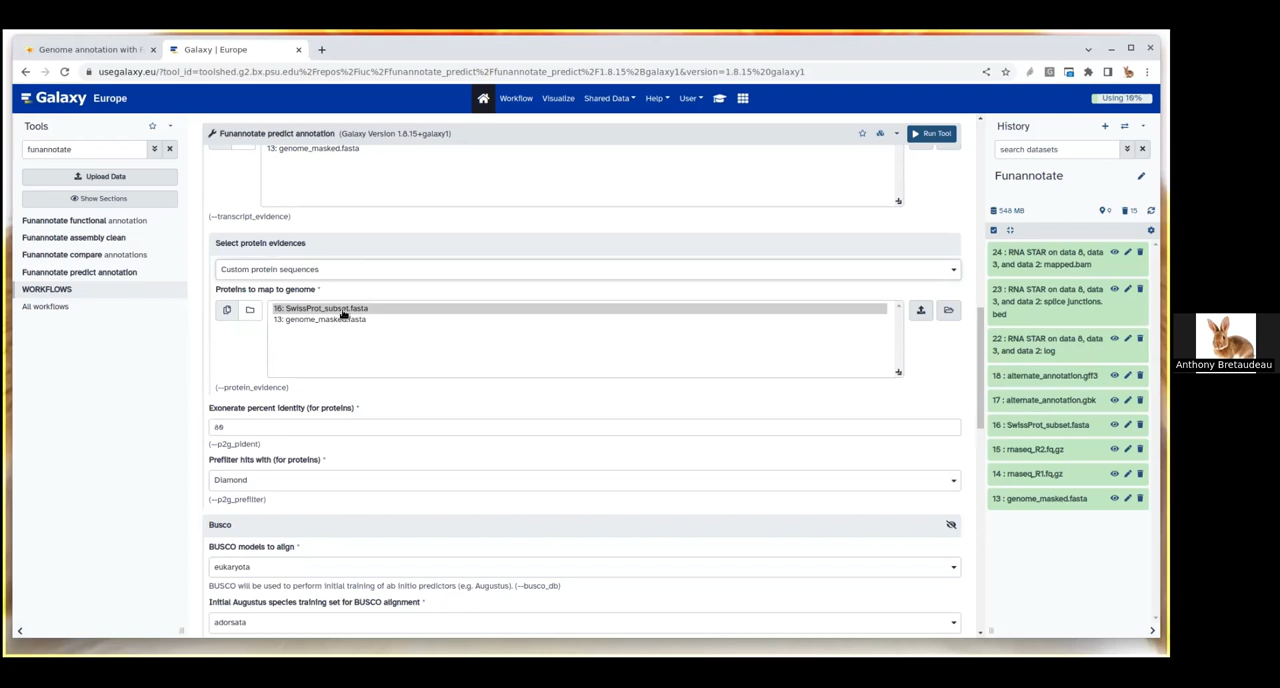 Genome annotation with F
Galaxy | Europe
usegalaxy.eu/?tool_id=toolshed.g2.bx.psu.edu%2Frepos%2Fiuc%2Ffunannotate_predict%2Ffunannotate_predict%2F1.8.15%2Bgalaxy1&version=1.8.15%20galaxy1
Galaxy Europe
Workflow Visualize Shared Data Help User
Using 10%
Tools
funannotate
Upload Data
Show Sections
Funannotate functional annotation
Funannotate assembly clean
Funannotate compare annotations
Funannotate predict annotation
WORKFLOWS
All workflows
Funannotate predict annotation (Galaxy Version 1.8.15+galaxy1)
Run Tool
13: genome_masked.fasta
(--transcript_evidence)
Select protein evidences
Custom protein sequences
Proteins to map to genome *
16: SwissProt_subset.fasta
13: genome_masked.fasta
(--protein_evidence)
Exonerate percent identity (for proteins) *
80
(--p2g_pident)
Prefilter hits with (for proteins) *
Diamond
(--p2g_prefilter)
Busco
BUSCO models to align *
eukaryota
BUSCO will be used to perform initial training of ab initio predictors (e.g. Augustus). (--busco_db)
Initial Augustus species training set for BUSCO alignment *
adorsata
History
search datasets
Funannotate
548 MB
9
15
24 : RNA STAR on data 8, data
3, and data 2: mapped.bam
23 : RNA STAR on data 8, data
3, and data 2: splice junctions.
bed
22 : RNA STAR on data 8, data
3, and data 2: log
18 : alternate_annotation.gff3
17 : alternate_annotation.gbk
16 : SwissProt_subset.fasta
15 : rnaseq_R2.fq.gz
14 : rnaseq_R1.fq.gz
13 : genome_masked.fasta
Anthony Bretaudeau